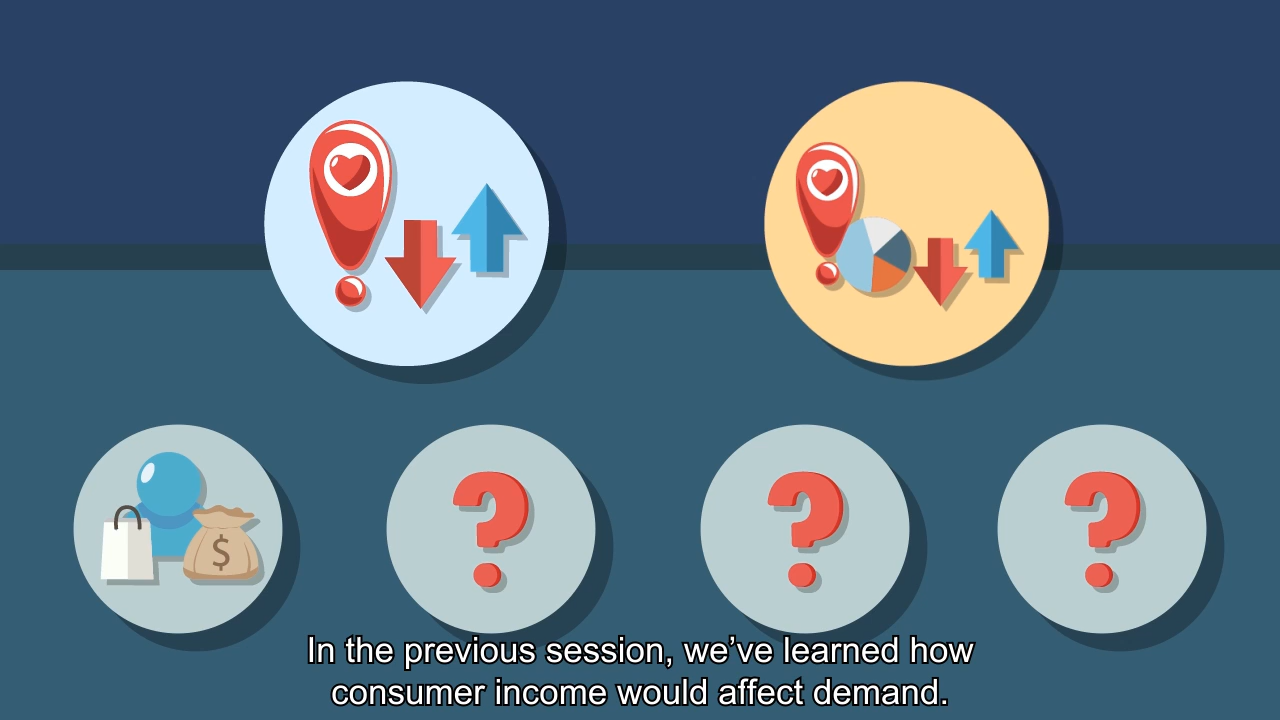 $
In the previous session, we’ve learned how
consumer income would affect demand.